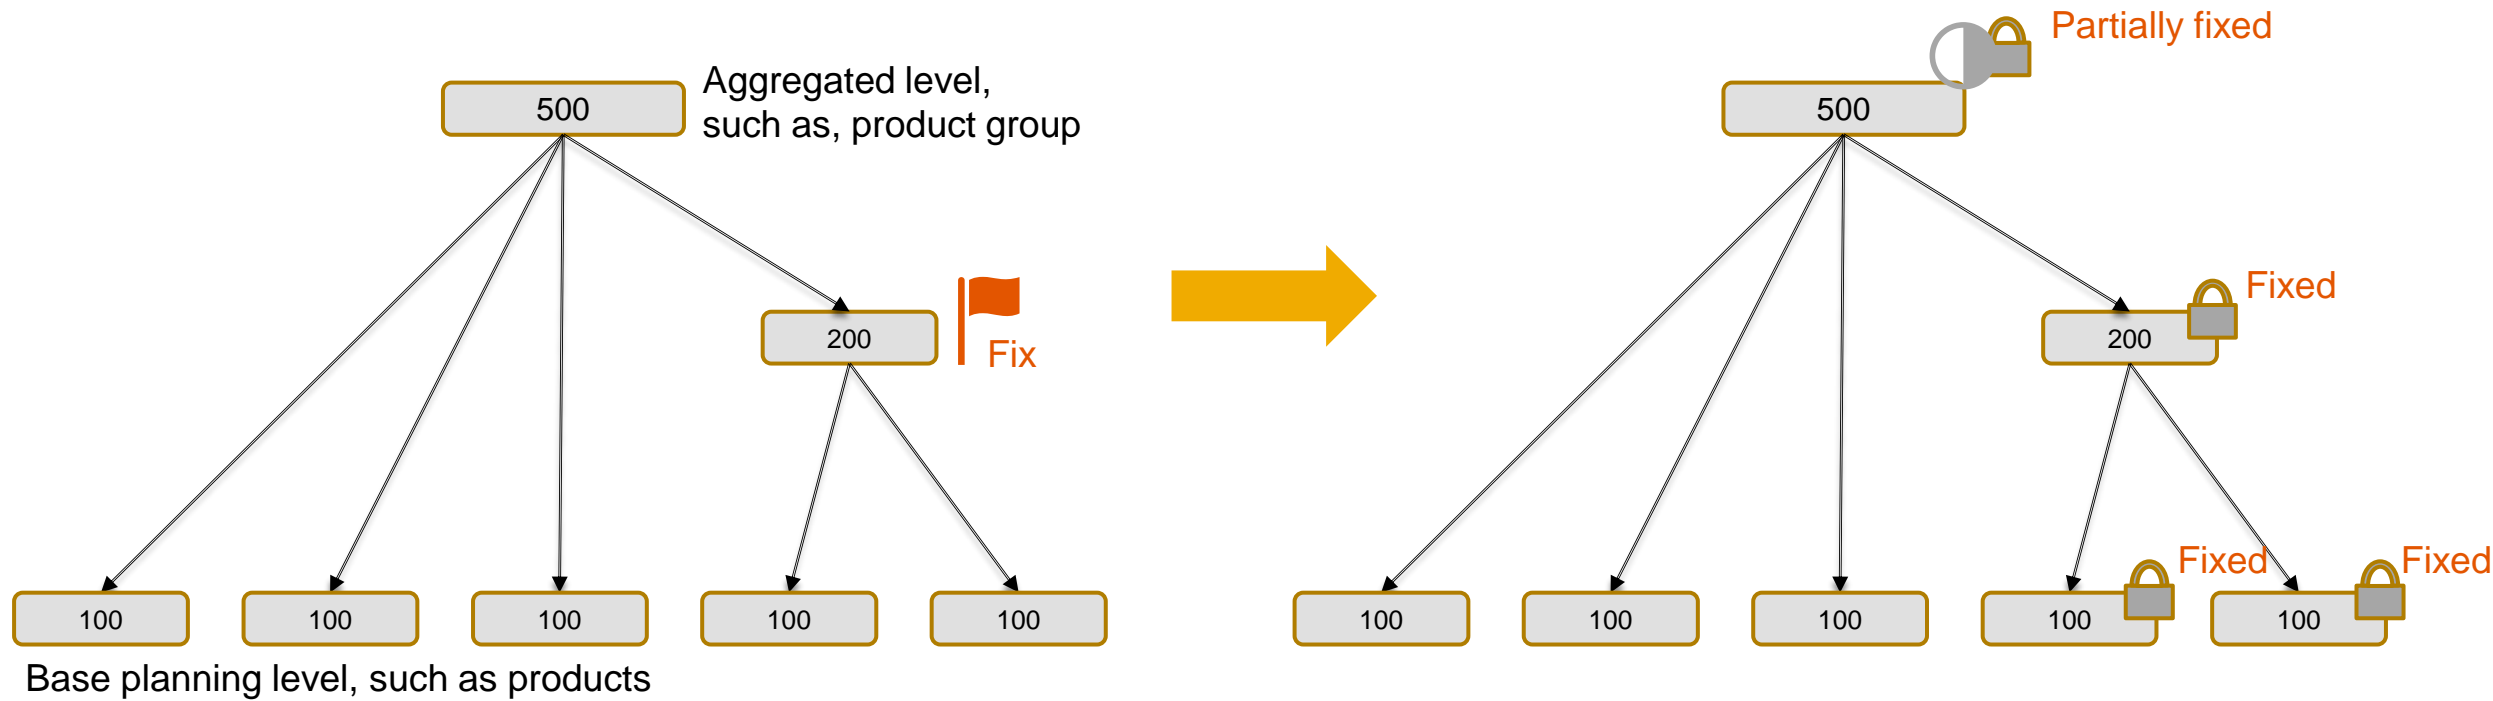 500
Aggregated level,
such as, product group
200
Fix
100
100
100
100
100
Base planning level, such as products
Partially fixed
500
Fixed
200
Fixed
Fixed
100
100
100
100
100